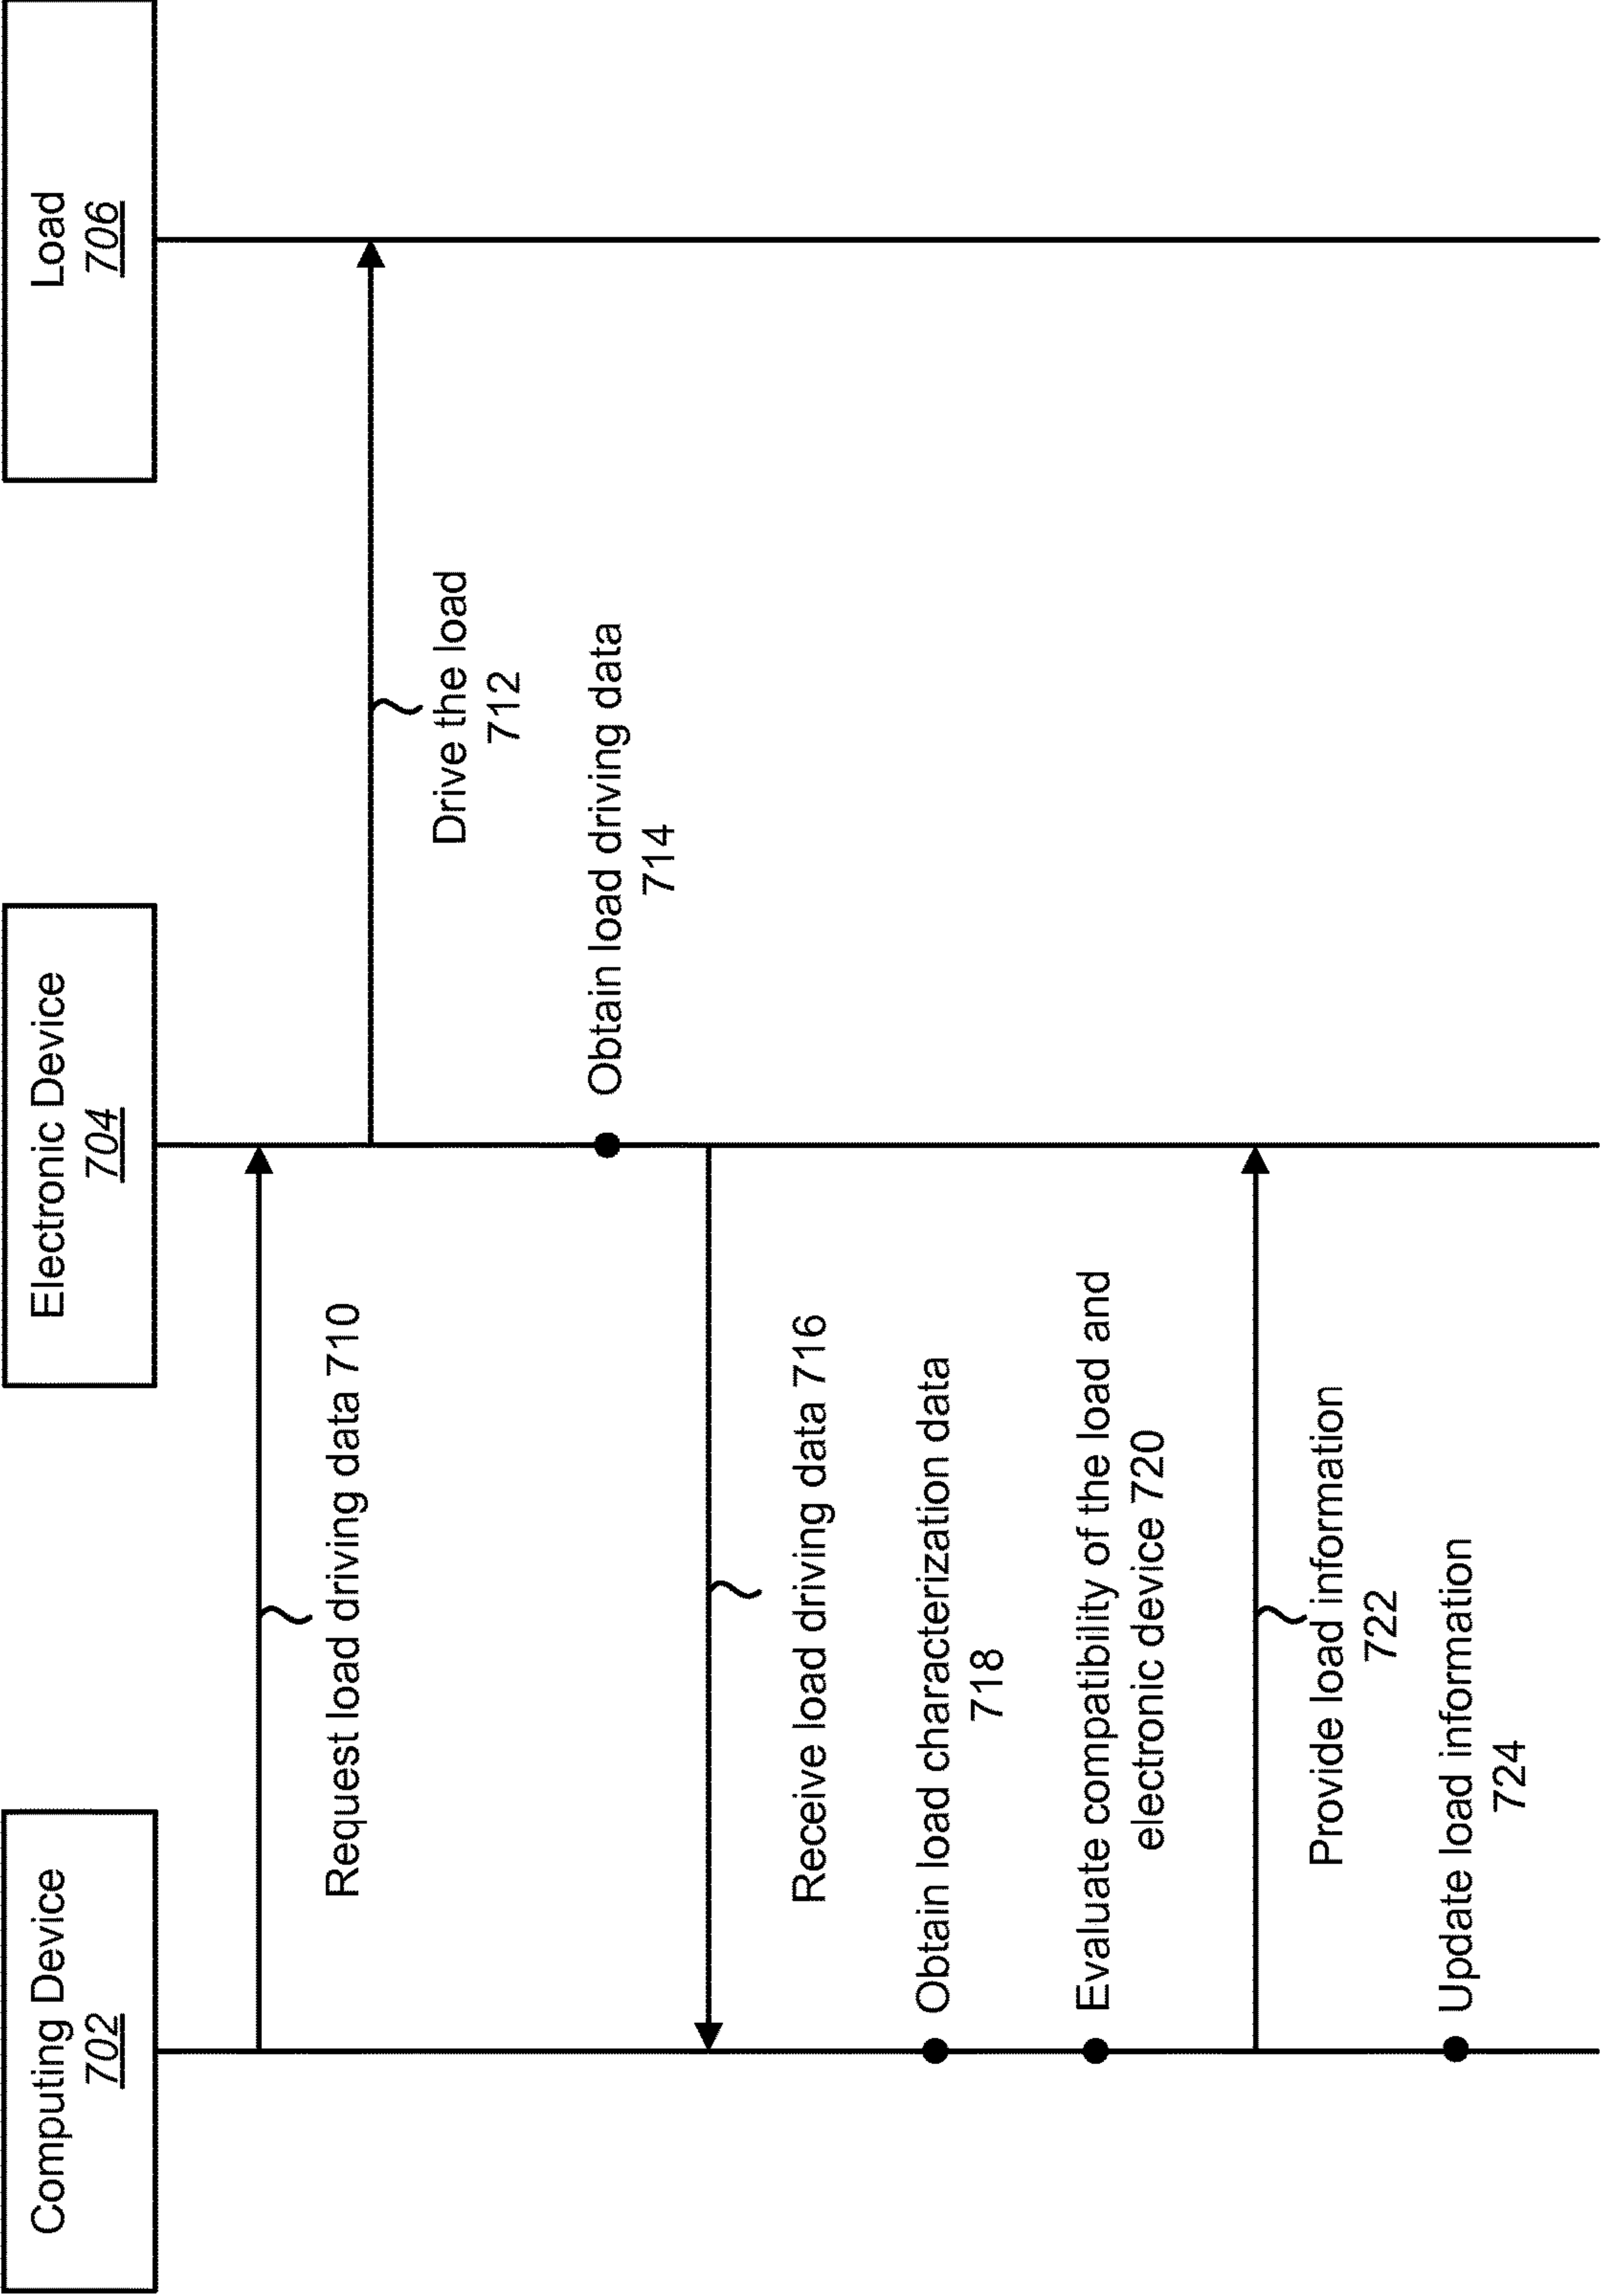 Computing Device
702
Electronic Device
704
Load
706
Request load driving data 710
Drive the load
712
Obtain load driving data
714
Receive load driving data 716
Obtain load characterization data
718
Evaluate compatibility of the load and
electronic device 720
Provide load information
722
Update load information
724